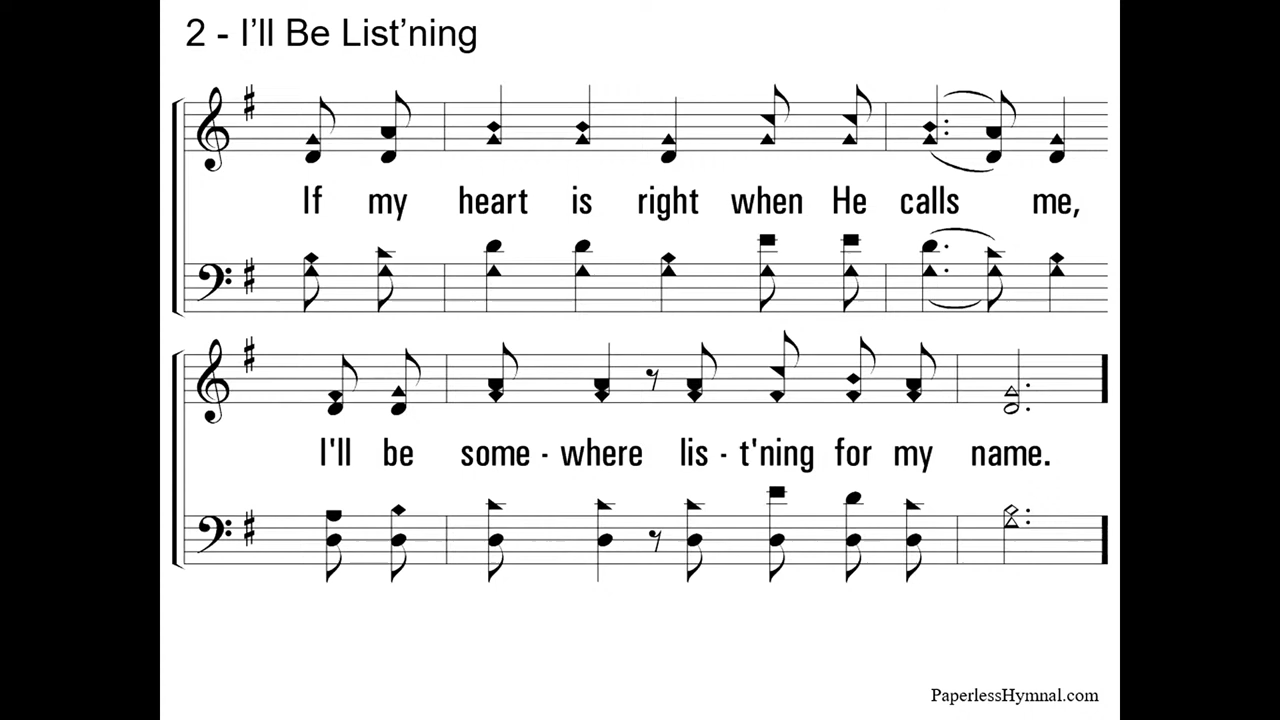 2 - I’ll Be List’ning
If my heart is right when He calls me,
I'll be some - where lis - t'ning for my name.
PaperlessHymnal.com